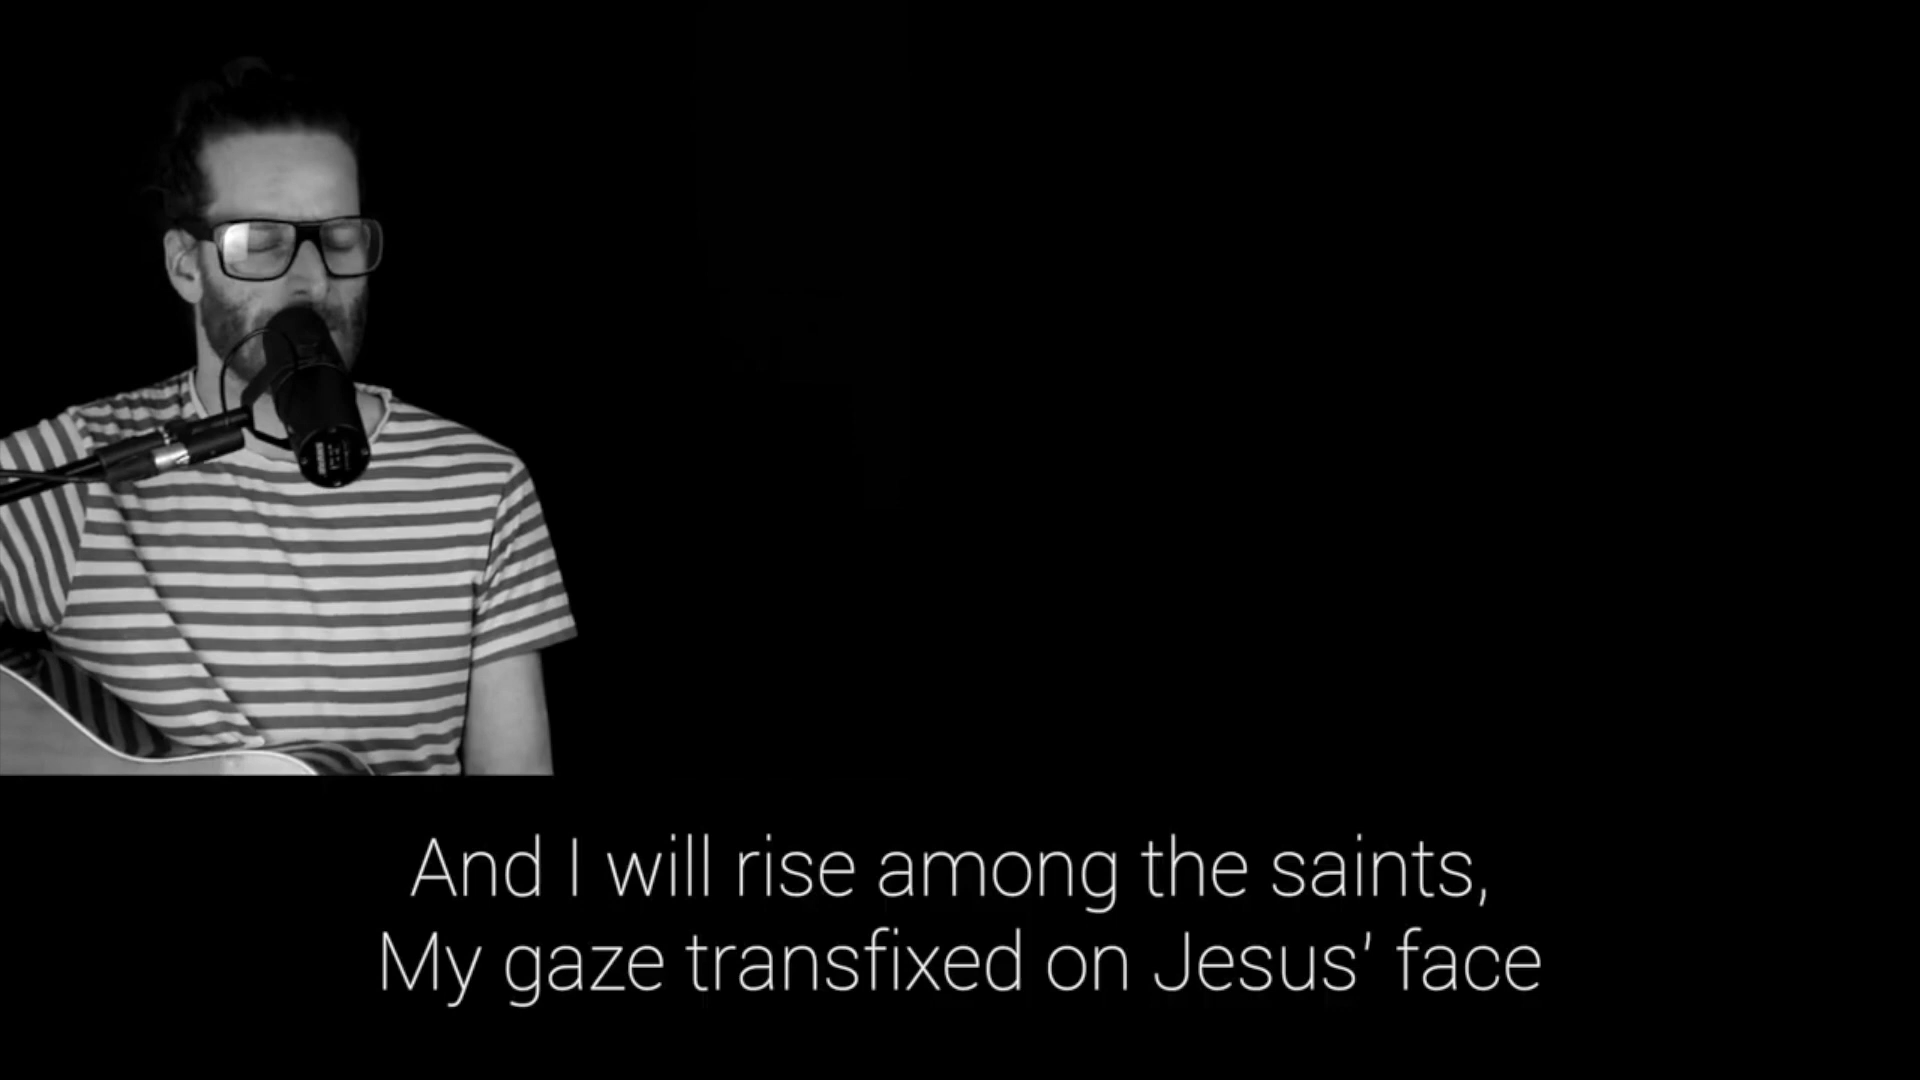 And I will rise among the saints,
My gaze transfixed on Jesus' face